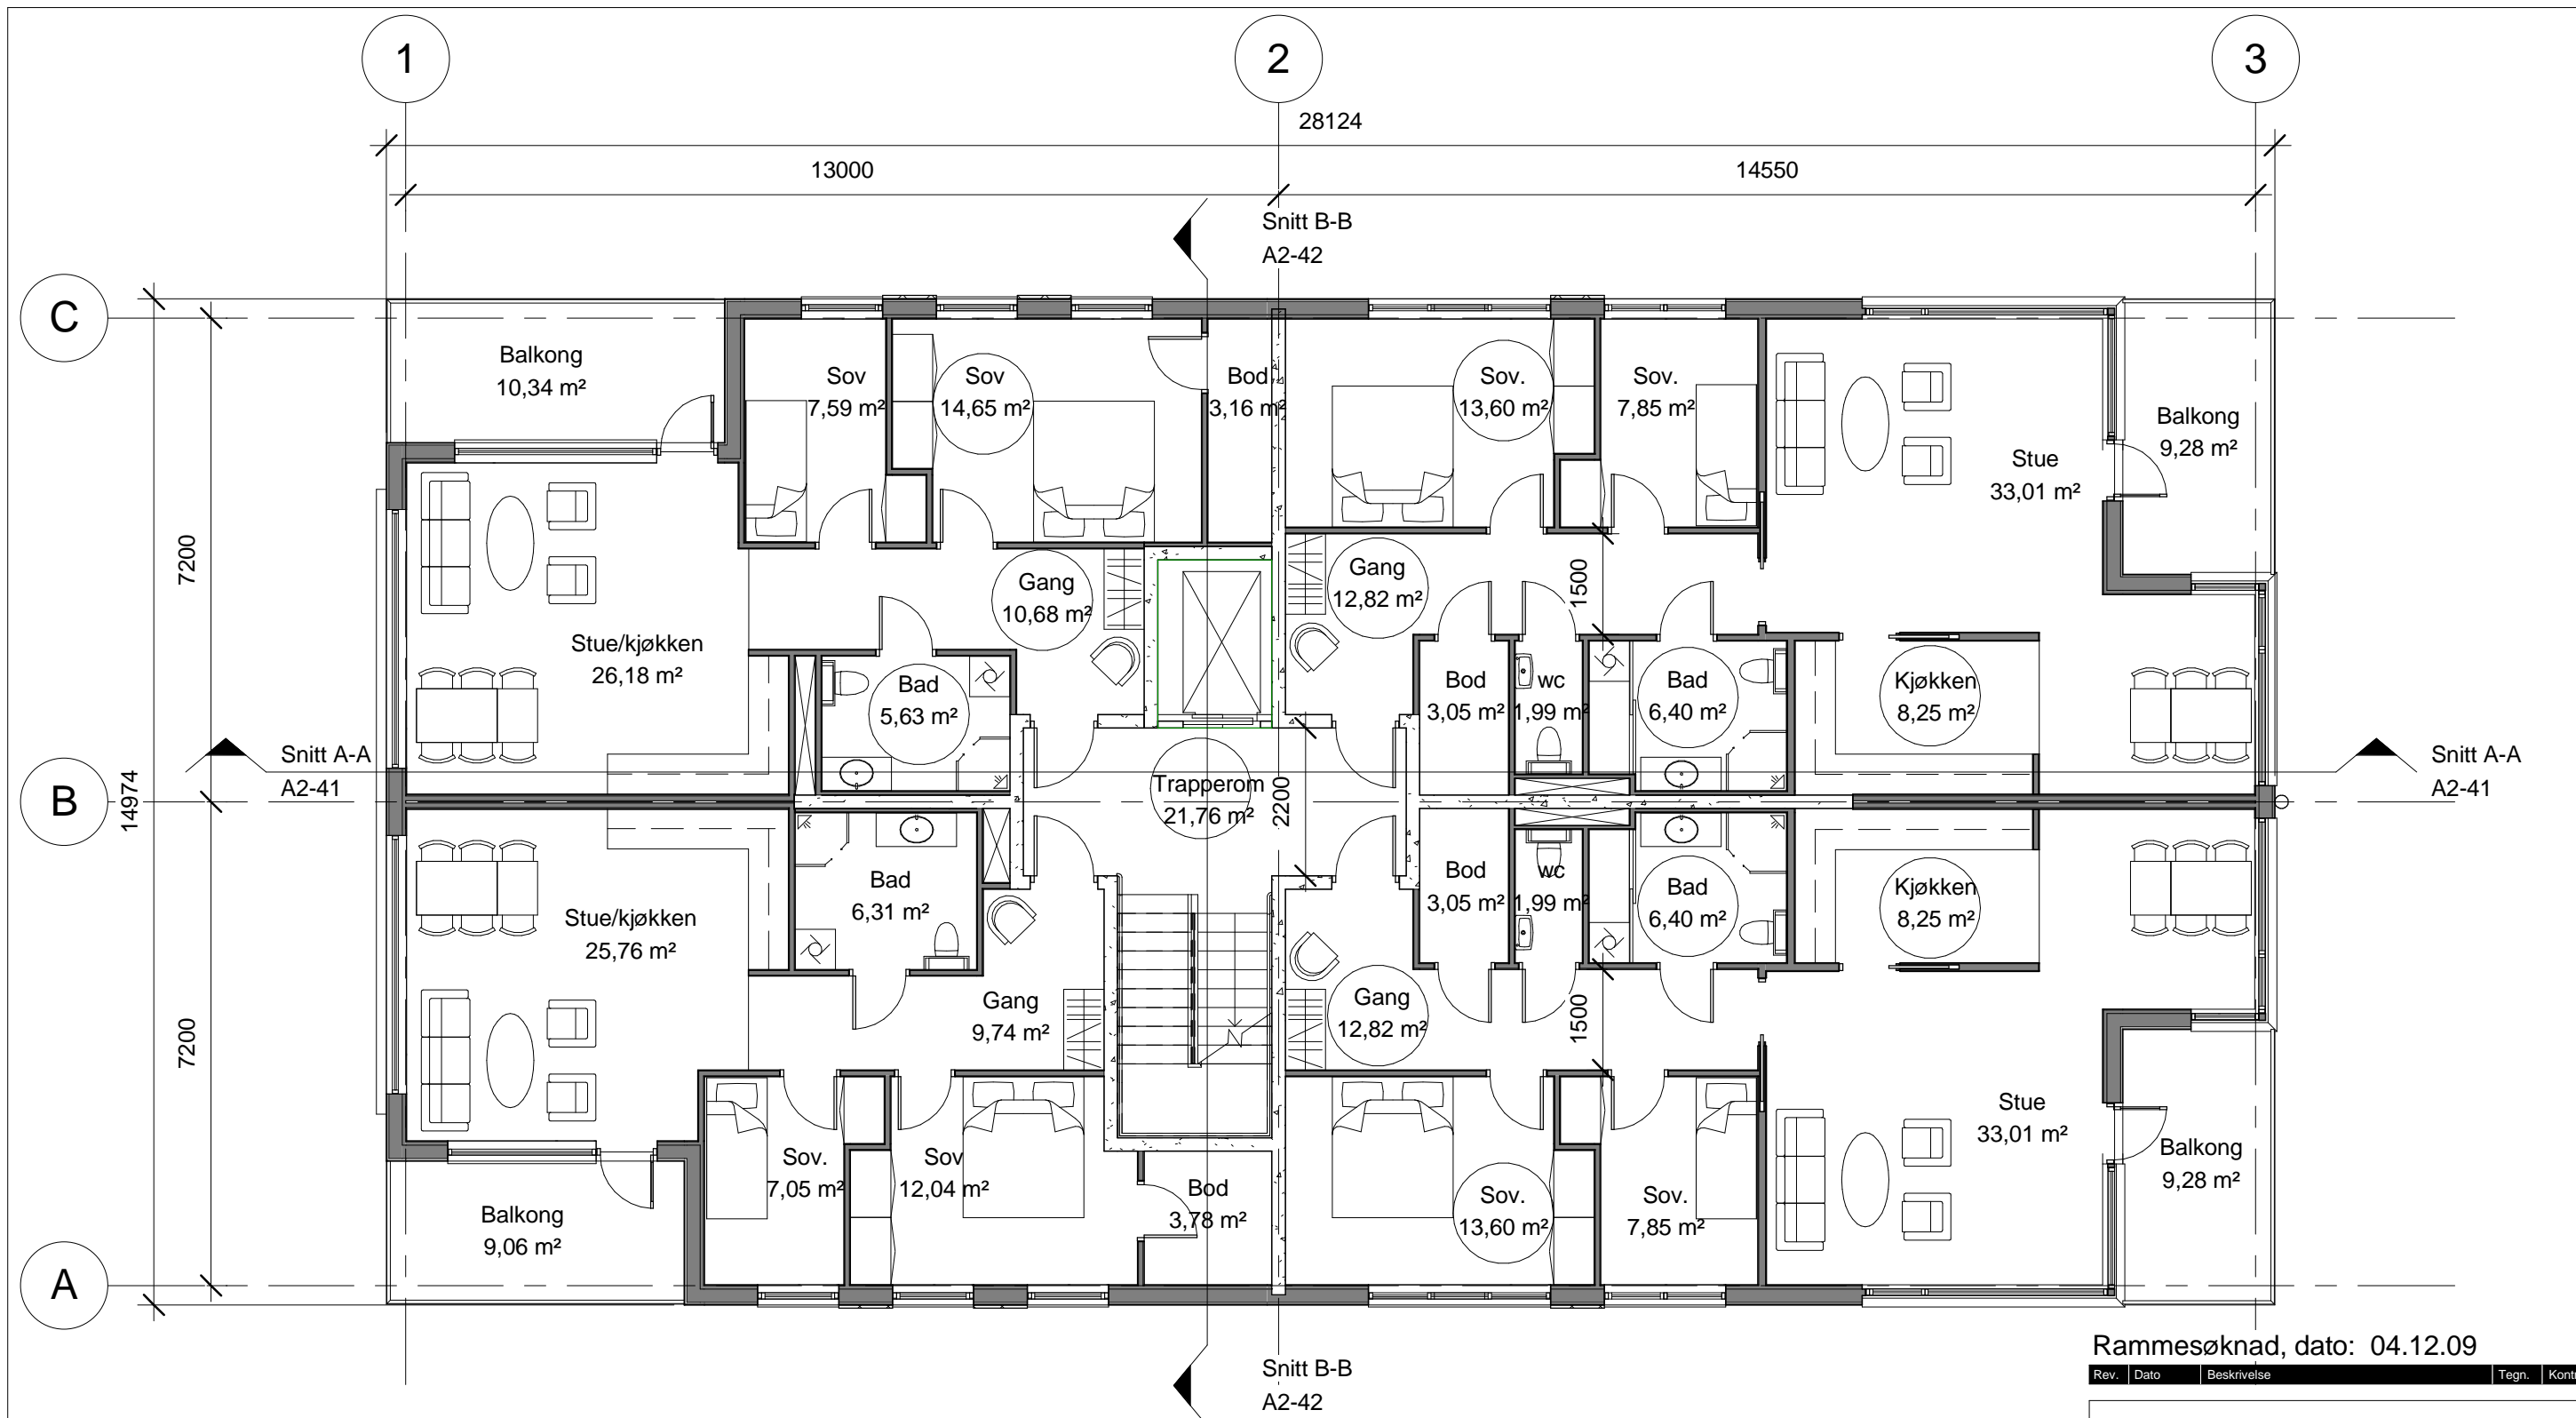 1
2
3
28124
13000
14550
Snitt B-B
A2-42
C
Balkong
10,34 m²
Sov
7,59 m²
Sov
14,65 m²
Bod
3,16 m²
Sov.
13,60 m²
Sov.
7,85 m²
Stue
33,01 m²
Balkong
9,28 m²
7200
Gang
10,68 m²
Gang
12,82 m²
1500
Stue/kjøkken
26,18 m²
Bad
5,63 m²
Bod
3,05 m²
wc
1,99 m²
Bad
6,40 m²
Kjøkken
8,25 m²
Snitt A-A
A2-41
Snitt A-A
A2-41
B
14974
Trapperom
21,76 m²
2200
Stue/kjøkken
25,76 m²
Bad
6,31 m²
Bod
3,05 m²
wc
1,99 m²
Bad
6,40 m²
Kjøkken
8,25 m²
7200
Gang
9,74 m²
Gang
12,82 m²
1500
Stue
33,01 m²
Sov.
7,05 m²
Sov
12,04 m²
Bod
3,78 m²
Sov.
13,60 m²
Sov.
7,85 m²
Balkong
9,28 m²
Balkong
9,06 m²
A
Snitt B-B
A2-42
Rammesøknad, dato: 04.12.09
Rev. Dato Beskrivelse Tegn. Kontr